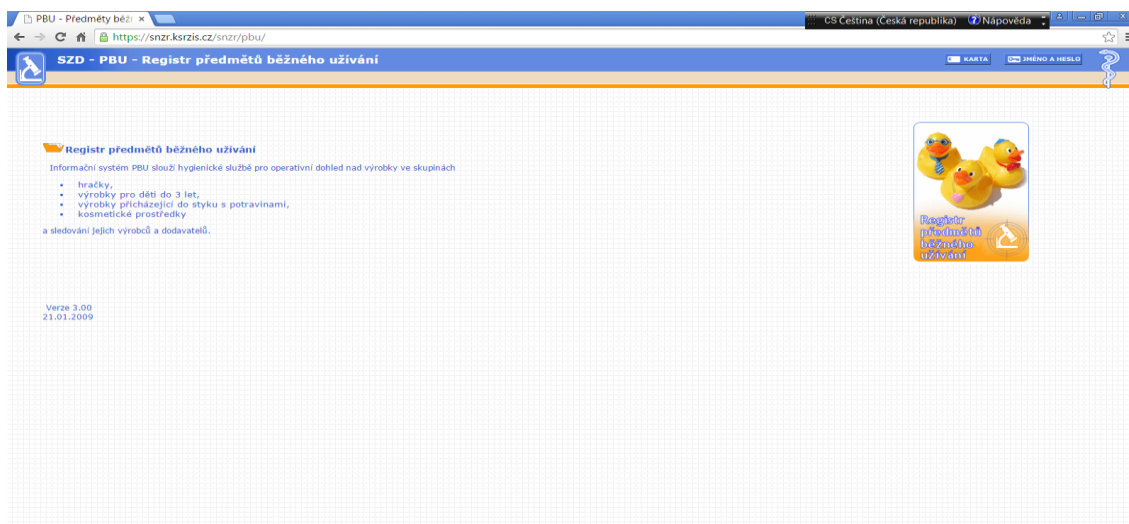 PBU - Předměty běž
CS Čeština (Česká republika) Nápověda
https://snzr.ksrzis.cz/snzr/pbu/
SZD - PBU - Registr předmětů běžného užívání
KARTA
JMÉNO A HESLO
Registr předmětů běžného užívání
Informační systém PBU slouží hygienické službě pro operativní dohled nad výrobky ve skupinách
• hračky,
• výrobky pro děti do 3 let,
• výrobky přicházející do styku s potravinami,
• kosmetické prostředky
a sledování jejich výrobců a dodavatelů.
Registr
předmětů
běžného
užívání
Verze 3.00
21.01.2009